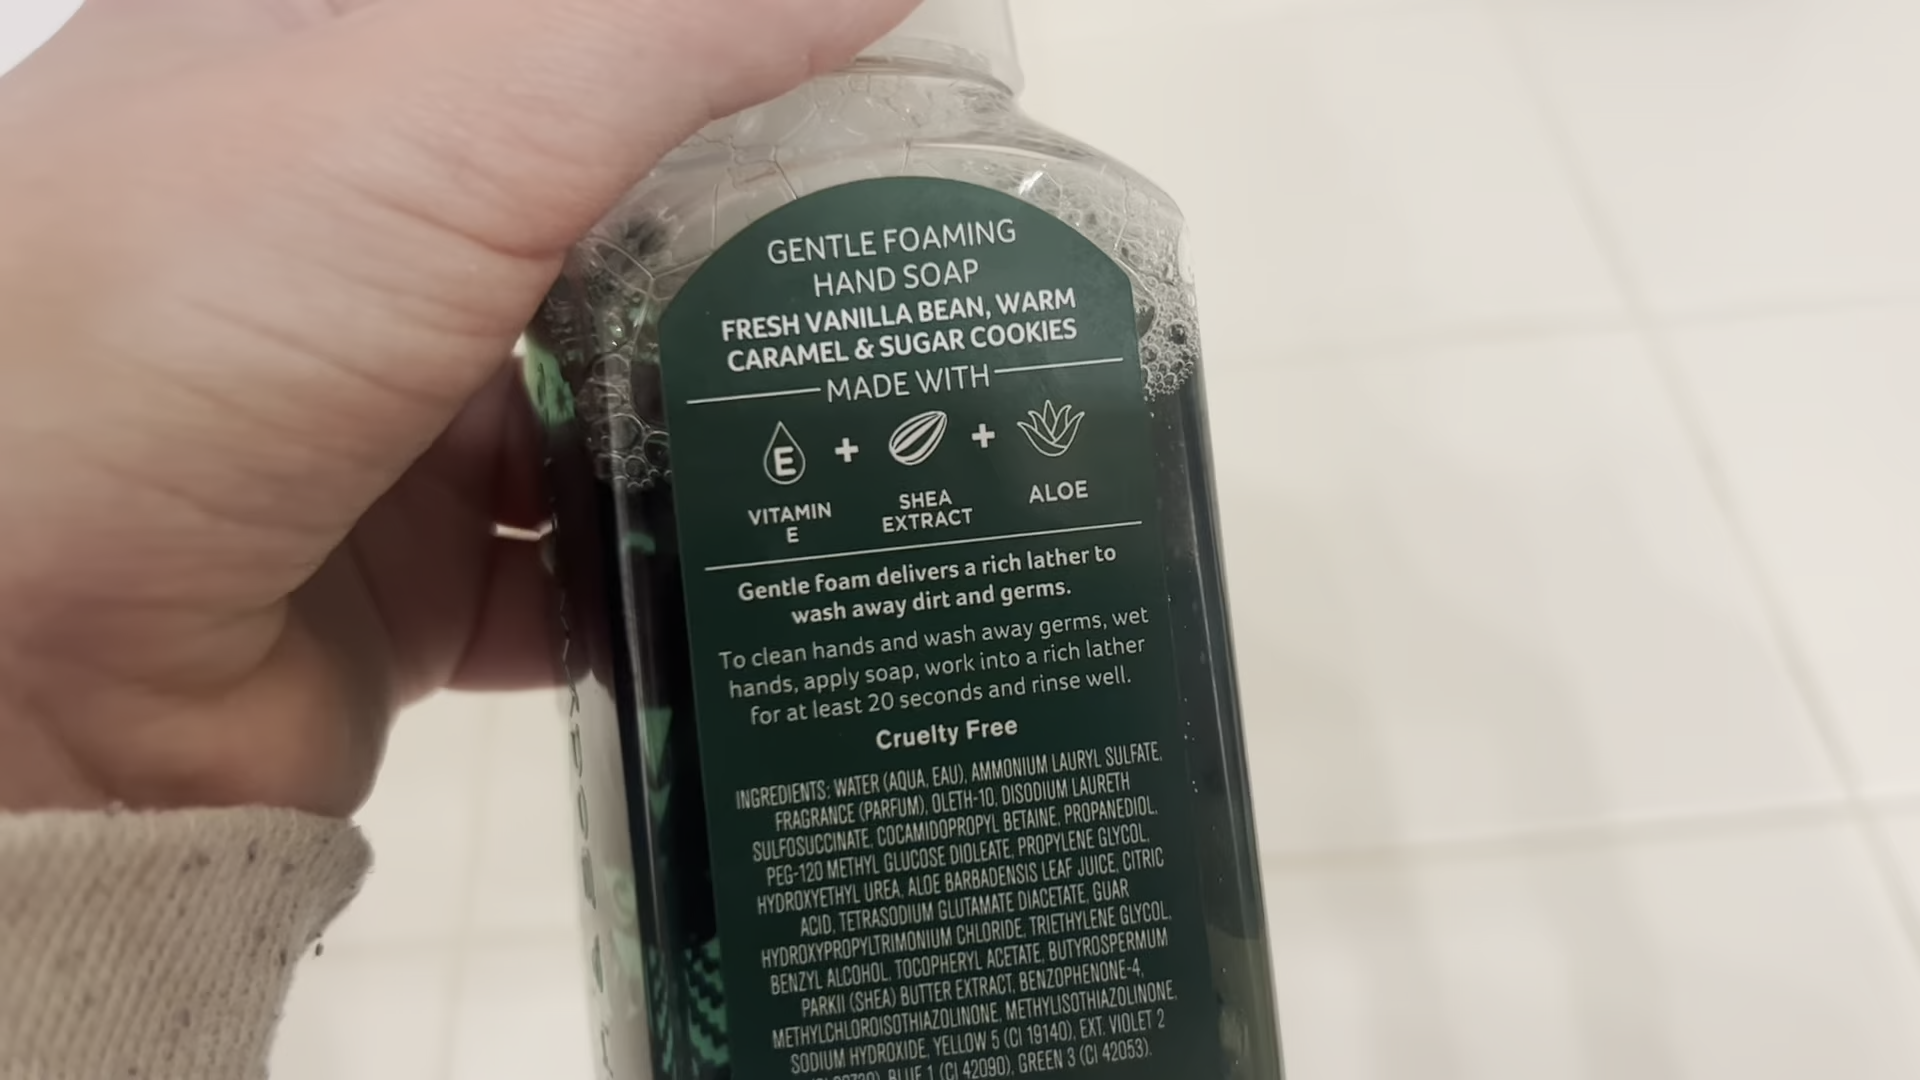 GENTLE FOAMING
HAND SOAP
FRESH VANILLA BEAN, WARM
CARAMEL & SUGAR COOKIES
MADE WITH
E + +
VITAMIN
E
SHEA
EXTRACT
ALOE
Gentle foam delivers a rich lather to
wash away dirt and germs.
To clean hands and wash away germs, wet
hands, apply soap, work into a rich lather
for at least 20 seconds and rinse well.
Cruelty Free
INGREDIENTS: WATER (AQUA, EAU), AMMONIUM LAURYL SULFATE,
FRAGRANCE (PARFUM), OLETH-10, DISODIUM LAURETH
SULFOSUCCINATE, COCAMIDOPROPYL BETAINE, PROPANEDIOL,
PEG-120 METHYL GLUCOSE DIOLEATE, PROPYLENE GLYCOL,
HYDROXYETHYL UREA, ALOE BARBADENSIS LEAF JUICE, CITRIC
ACID, TETRASODIUM GLUTAMATE DIACETATE, GUAR
HYDROXYPROPYLTRIMONIUM CHLORIDE, TRIETHYLENE GLYCOL,
BENZYL ALCOHOL, TOCOPHERYL ACETATE, BUTYROSPERMUM
PARKII (SHEA) BUTTER EXTRACT, BENZOPHENONE-4,
METHYLCHLOROISOTHIAZOLINONE, METHYLISOTHIAZOLINONE,
SODIUM HYDROXIDE, YELLOW 5 (CI 19140), EXT. VIOLET 2
BLUE 1 (CI 42090), GREEN 3 (CI 42053).